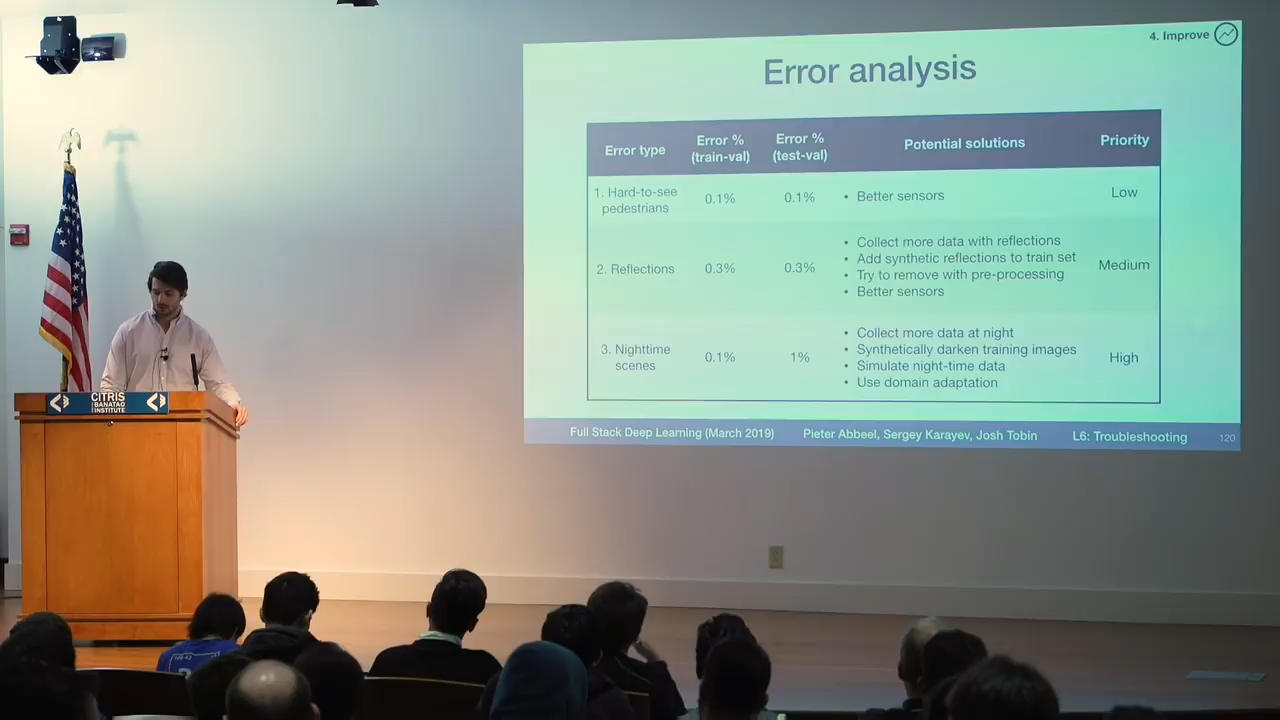 4. Improve
Error analysis
Error type
Error %
(train-val)
Error %
(test-val)
Potential solutions
Priority
1. Hard-to-see
pedestrians
0.1%
0.1%
• Better sensors
Low
2. Reflections
0.3%
0.3%
• Collect more data with reflections
• Add synthetic reflections to train set
• Try to remove with pre-processing
• Better sensors
Medium
3. Nighttime
scenes
0.1%
1%
• Collect more data at night
• Synthetically darken training images
• Simulate night-time data
• Use domain adaptation
High
Full Stack Deep Learning (March 2019)
Pieter Abbeel, Sergey Karayev, Josh Tobin
L6: Troubleshooting
120
CITRIS
BANATAO
INSTITUTE